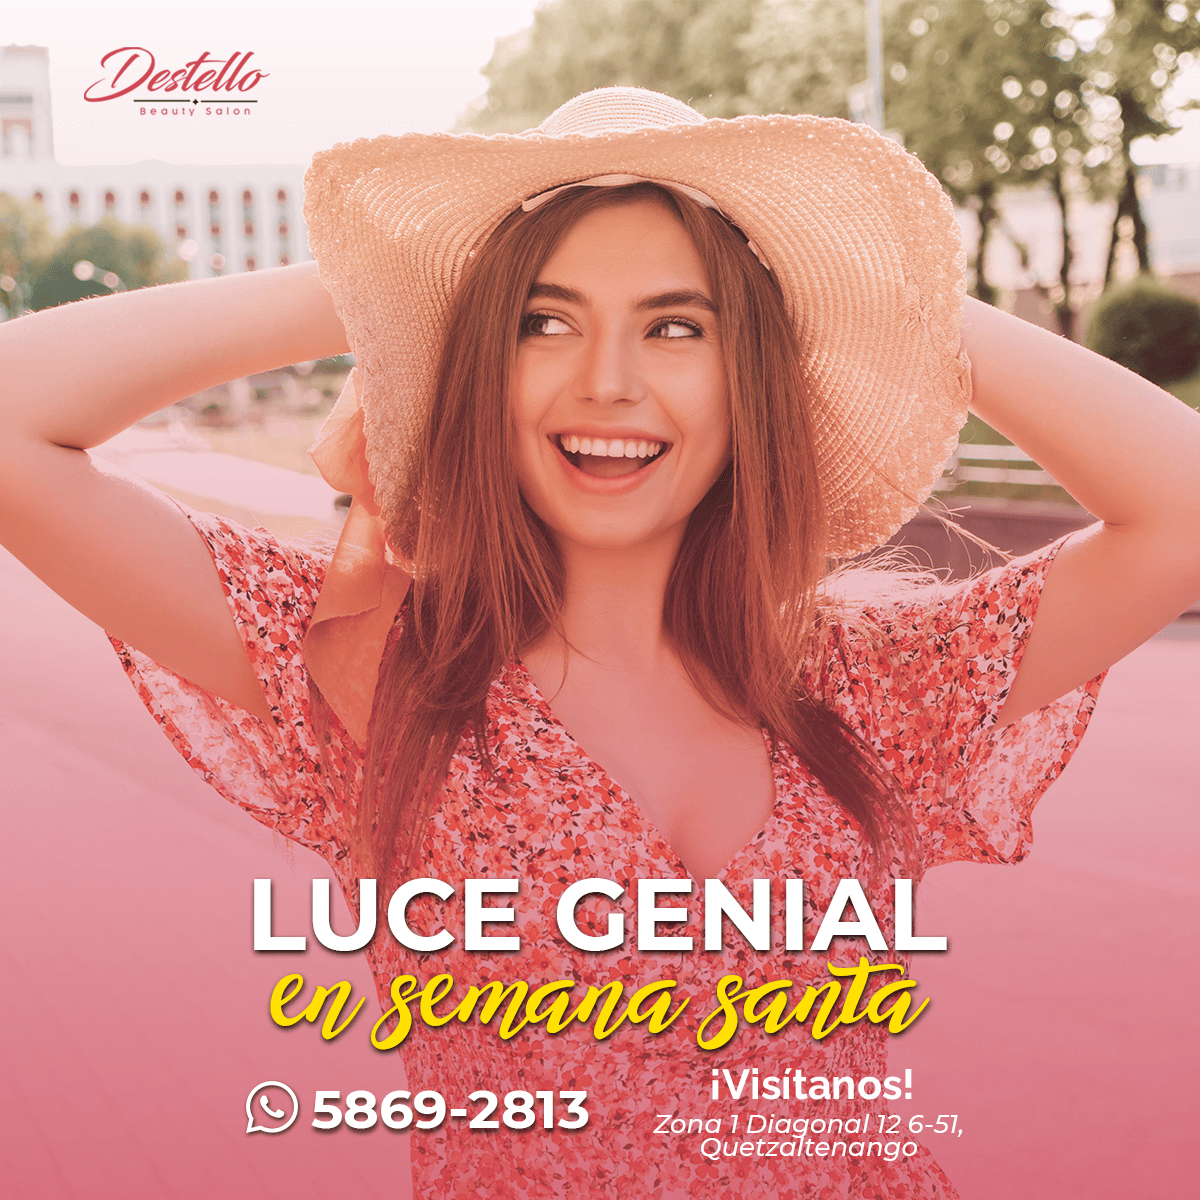 Destello
Beauty Salon
LUCE GENIAL
en semana santa
5869-2813
¡Visítanos!
Zona 1 Diagonal 12 6-51,
Quetzaltenango